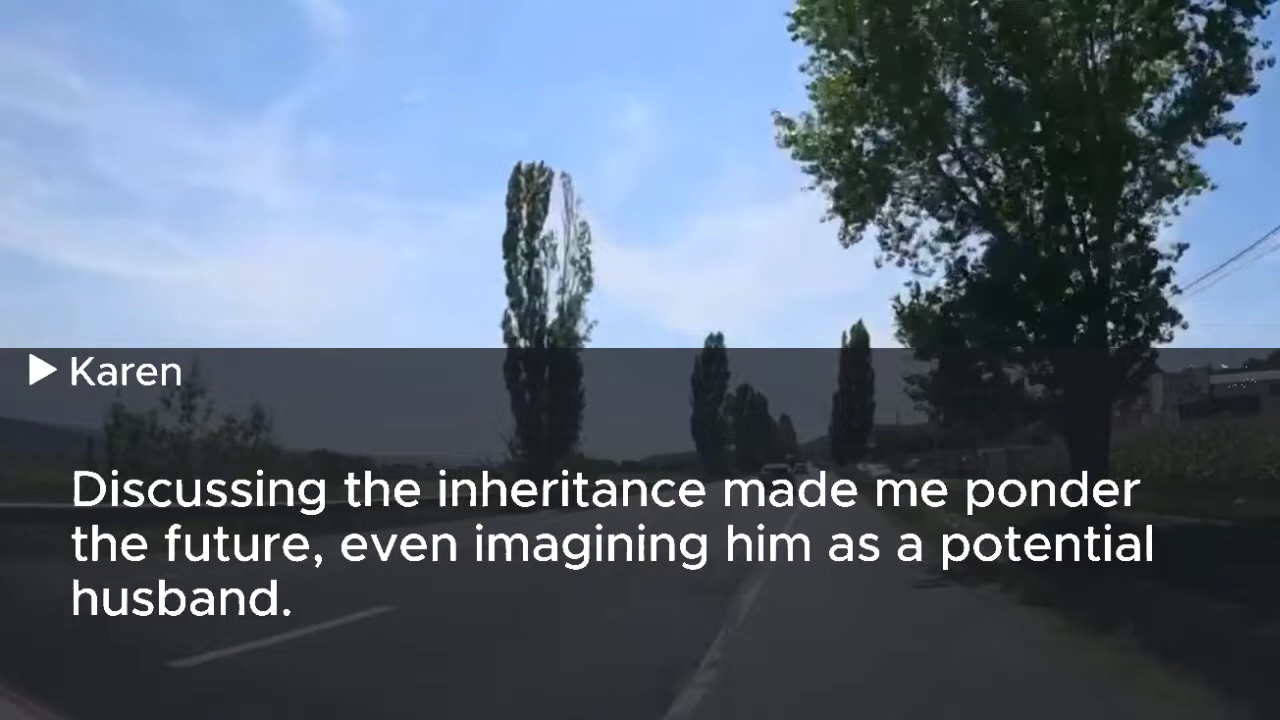 Karen
Discussing the inheritance made me ponder
the future, even imagining him as a potential
husband.